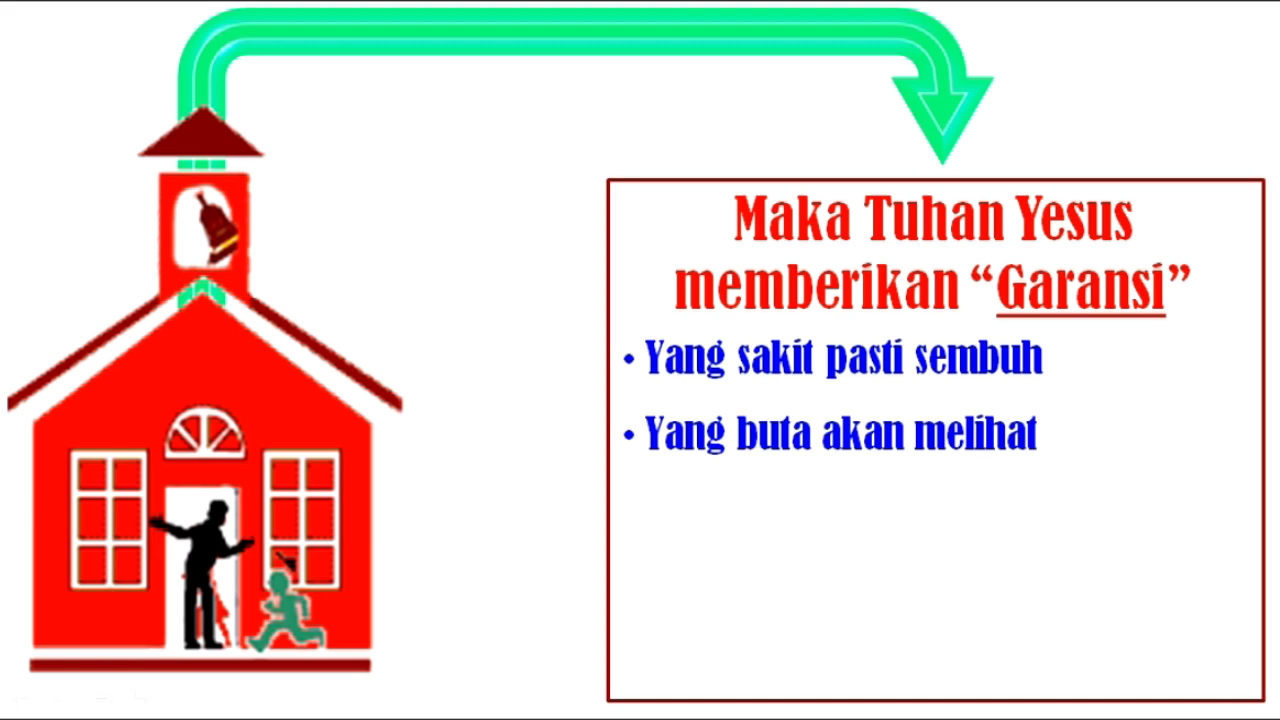 Maka Tuhan Yesus
memberikan “Garansi”
• Yang sakit pasti sembuh
• Yang buta akan melihat